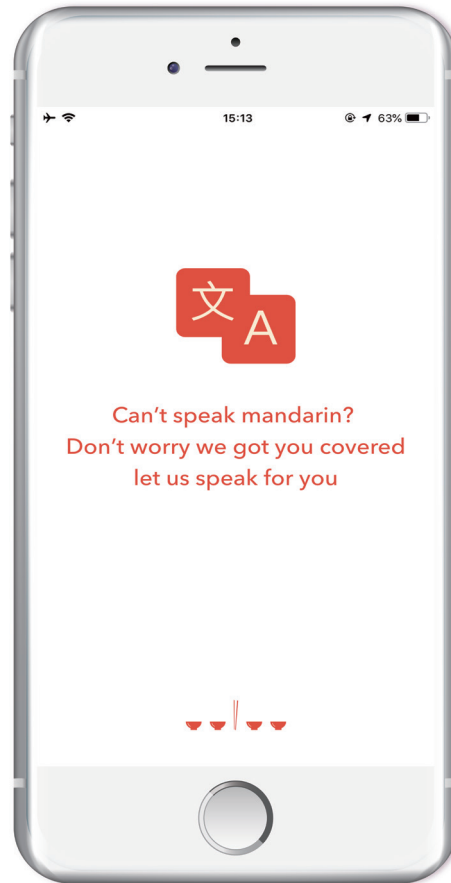 15:13
63%
文
A
Can't speak mandarin?
Don't worry we got you covered
let us speak for you